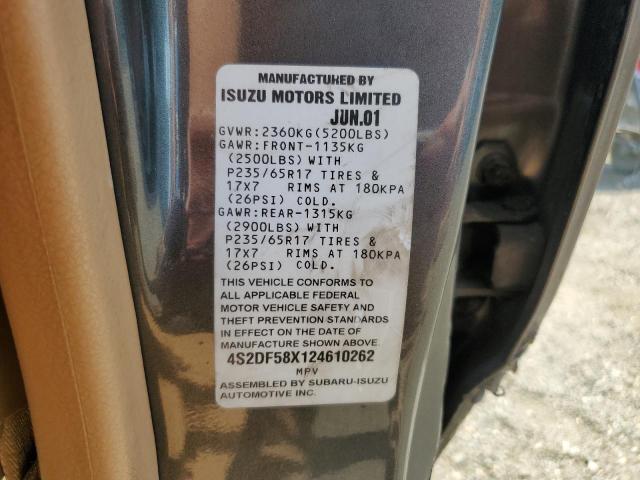 MANUFACTURED BY
ISUZU MOTORS LIMITED
JUN.01
GVWR:2360KG(5200LBS)
GAWR:FRONT-1135KG
(2500LBS) WITH
P235/65R17 TIRES &
17X7 RIMS AT 180KPA
(26PSI) COLD.
GAWR:REAR-1315KG
(2900LBS) WITH
P235/65R17 TIRES &
17X7 RIMS AT 180KPA
(26PSI) COLD.
THIS VEHICLE CONFORMS TO
ALL APPLICABLE FEDERAL
MOTOR VEHICLE SAFETY AND
THEFT PREVENTION STANDARDS
IN EFFECT ON THE DATE OF
MANUFACTURE SHOWN ABOVE.
4S2DF58X124610262
MPV
ASSEMBLED BY SUBARU-ISUZU
AUTOMOTIVE INC.